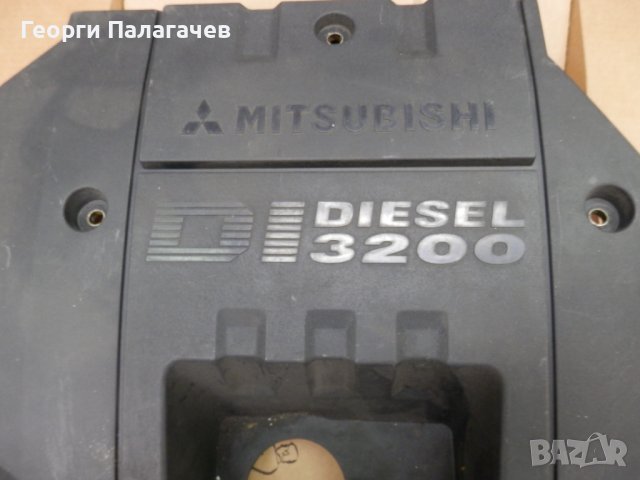 Георги Палагачев
MITSUBISHI
DI DIESEL
3200
BAZAR